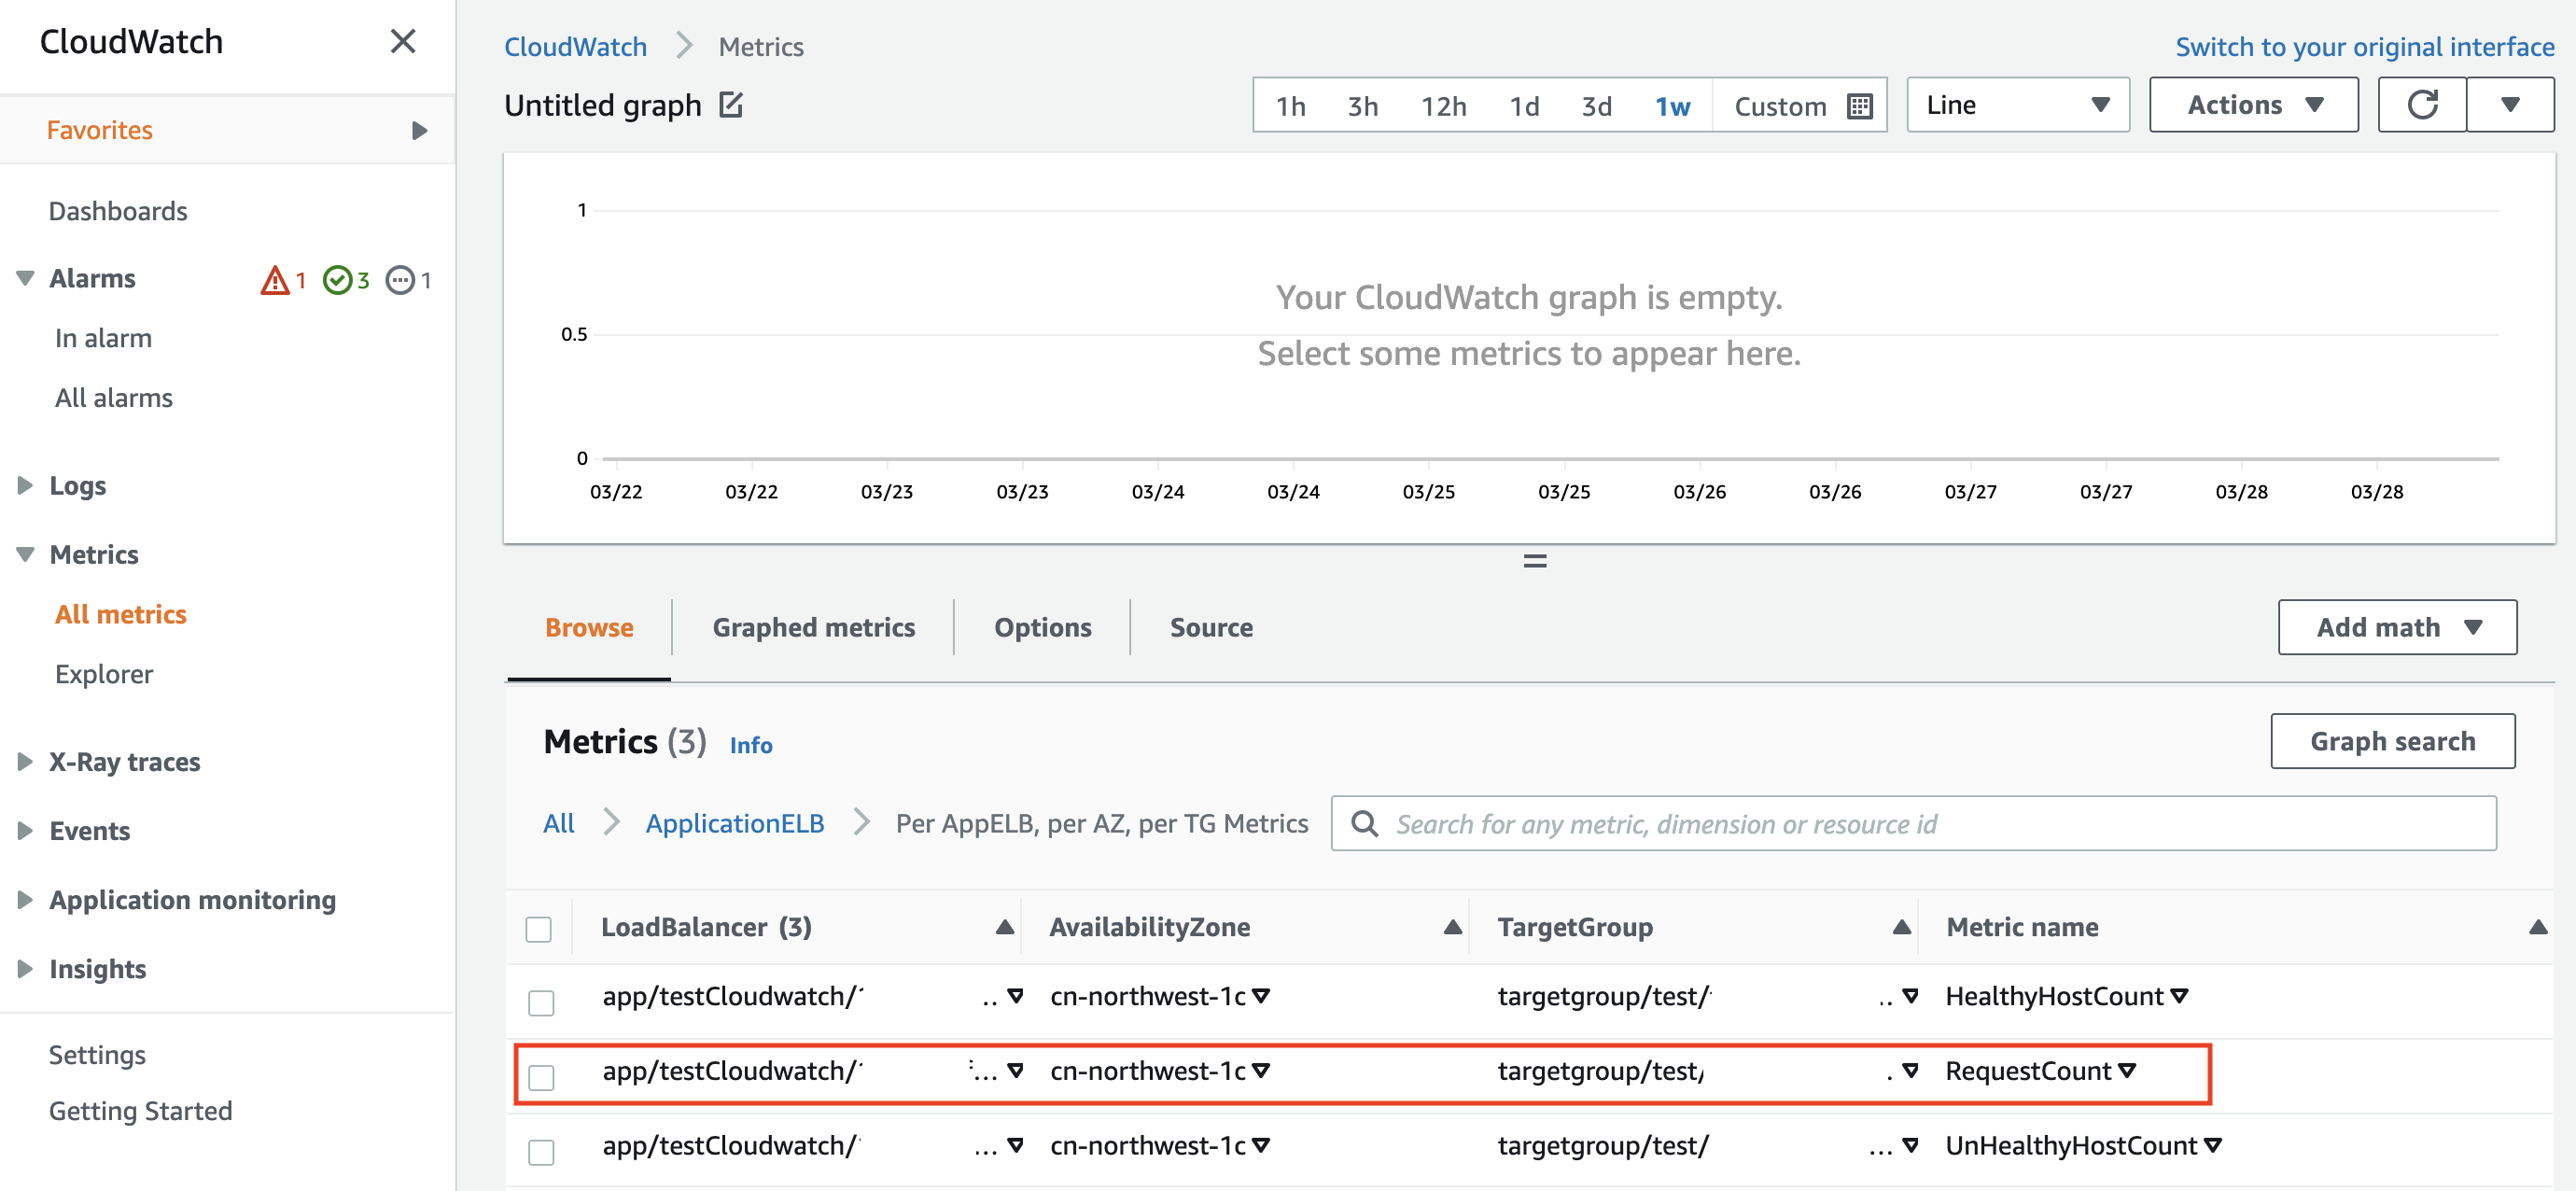 CloudWatch
Favorites
Dashboards
Alarms 1 3 1
In alarm
All alarms
Logs
Metrics
All metrics
Explorer
X-Ray traces
Events
Application monitoring
Insights
Settings
Getting Started
CloudWatch Metrics
Switch to your original interface
Untitled graph
1h 3h 12h 1d 3d 1w Custom Line Actions
1
0.5
0
Your CloudWatch graph is empty.
Select some metrics to appear here.
03/22 03/22 03/23 03/23 03/24 03/24 03/25 03/25 03/26 03/26 03/27 03/27 03/28 03/28
Browse Graphed metrics Options Source Add math
Metrics (3) Info Graph search
All ApplicationELB Per AppELB, per AZ, per TG Metrics Search for any metric, dimension or resource id
LoadBalancer (3) AvailabilityZone TargetGroup Metric name
app/testCloudwatch/ .. cn-northwest-1c targetgroup/test/ .. HealthyHostCount
app/testCloudwatch/ ... cn-northwest-1c targetgroup/test/ . RequestCount
app/testCloudwatch/ ... cn-northwest-1c targetgroup/test/ ... UnHealthyHostCount